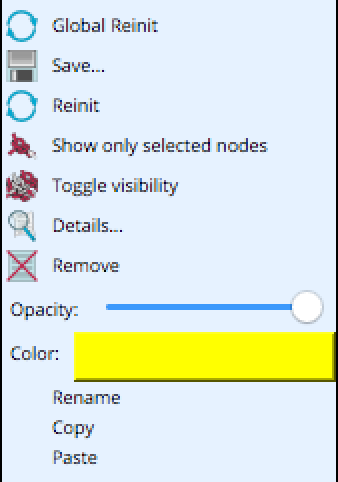 Global Reinit
Save...
Reinit
Show only selected nodes
Toggle visibility
Details...
Remove
Opacity:
Color:
Rename
Copy
Paste